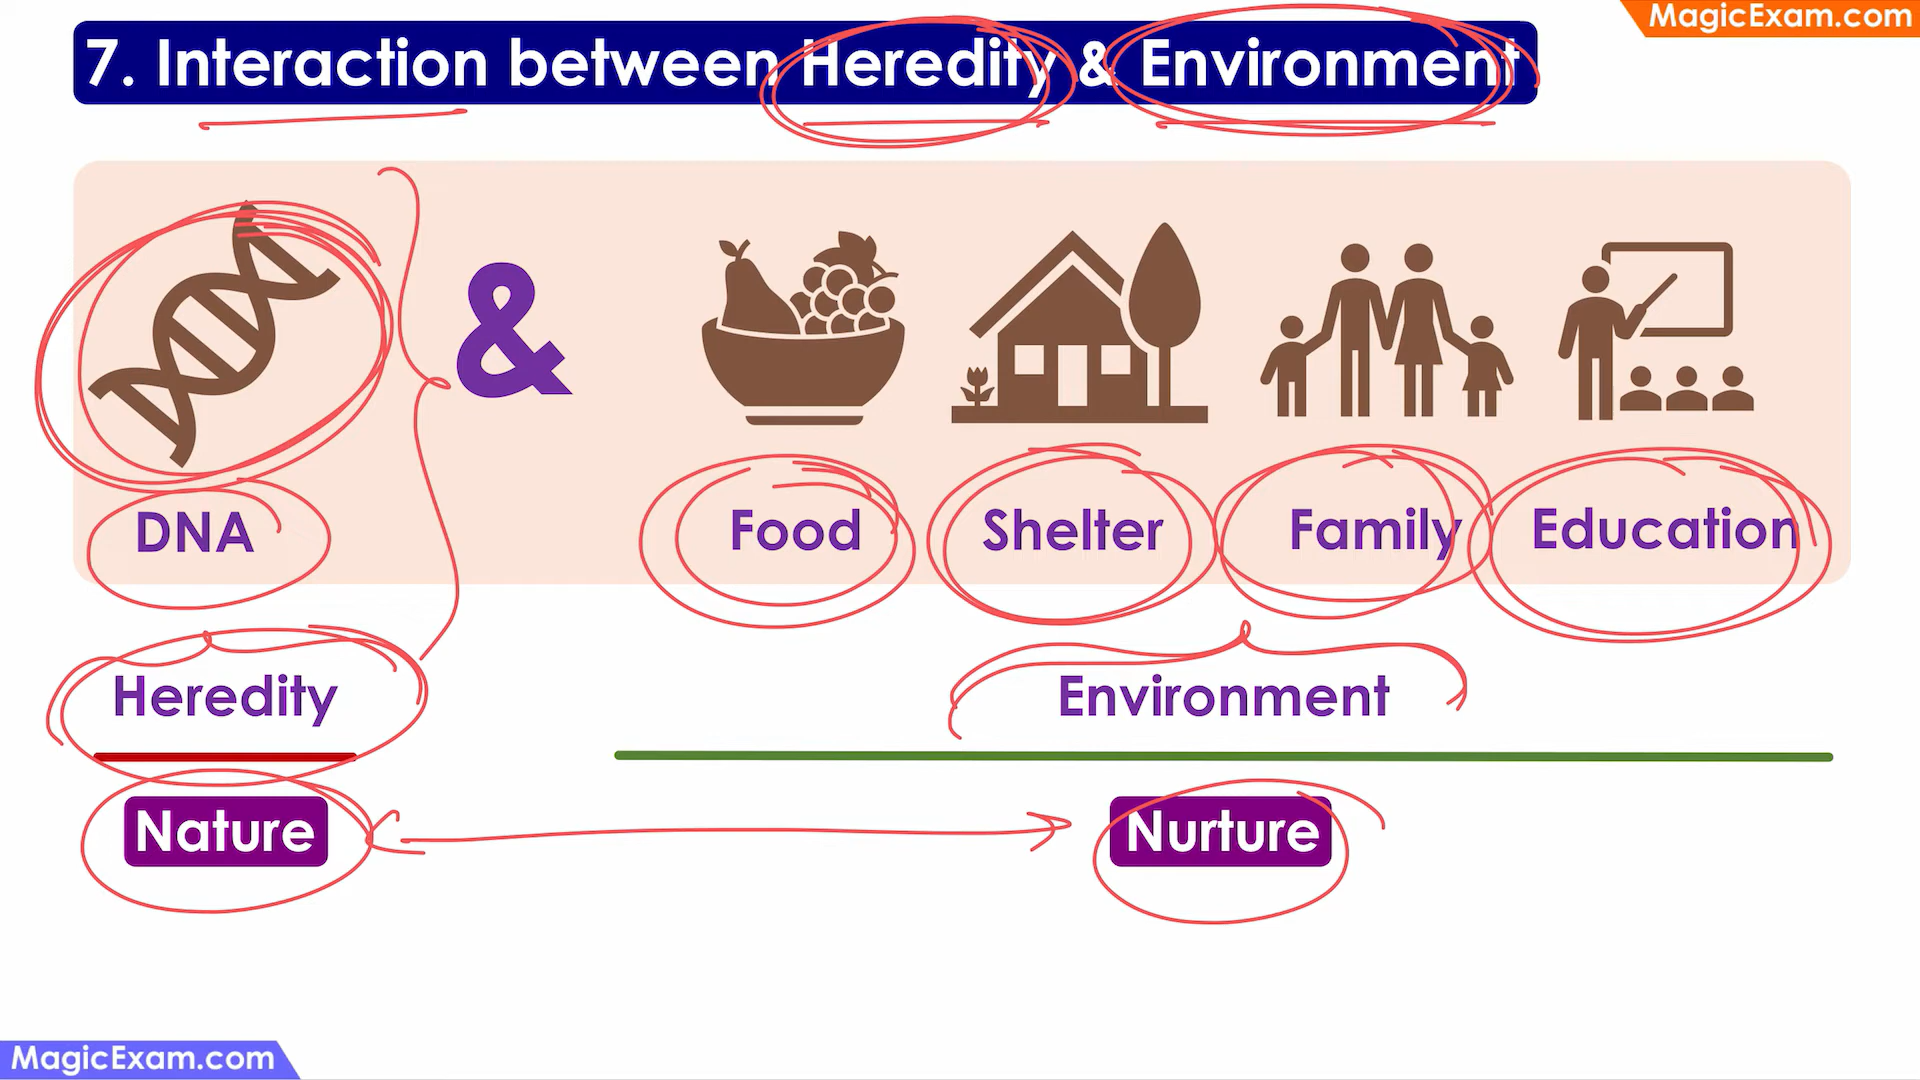 MagicExam.com
7. Interaction between Heredity & Environment
&
DNA Food Shelter Family Education
Heredity Environment
Nature Nurture
MagicExam.com